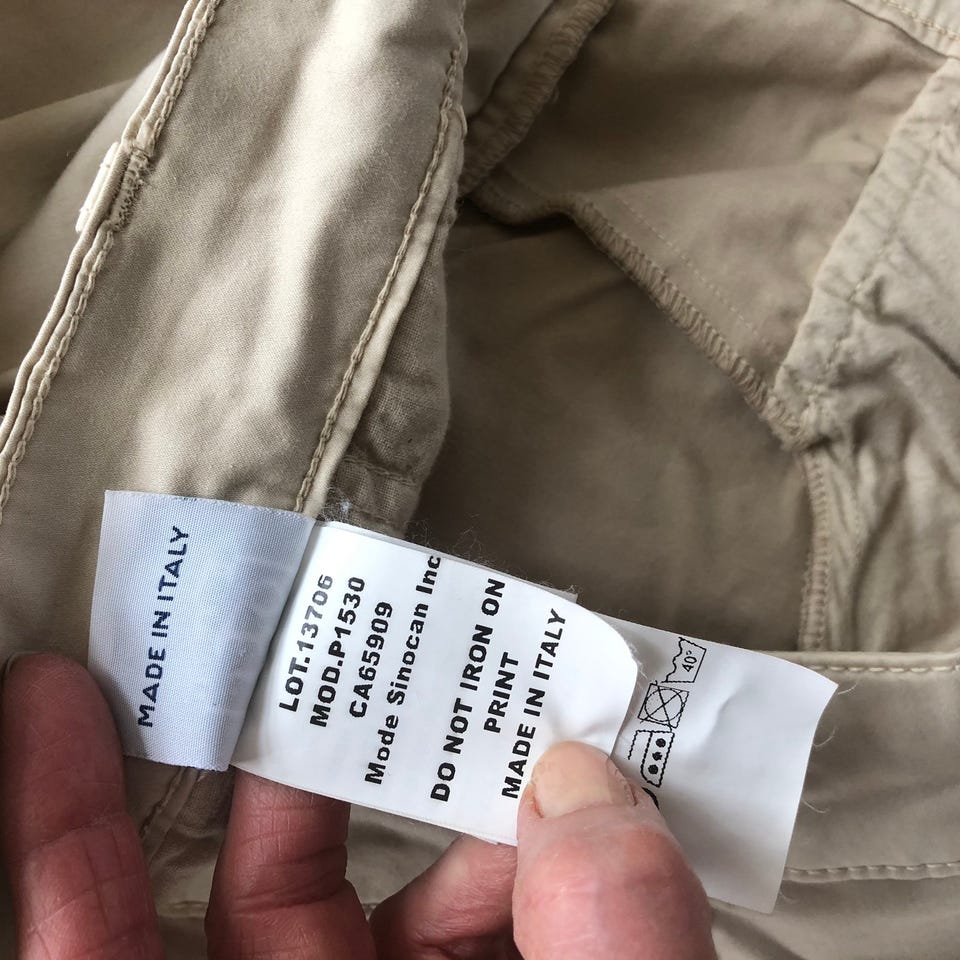 MADE IN ITALY
LOT.13706
MOD.P1530
CA65909
Mode Sinocan Inc
DO NOT IRON ON
PRINT
MADE IN ITALY
40°